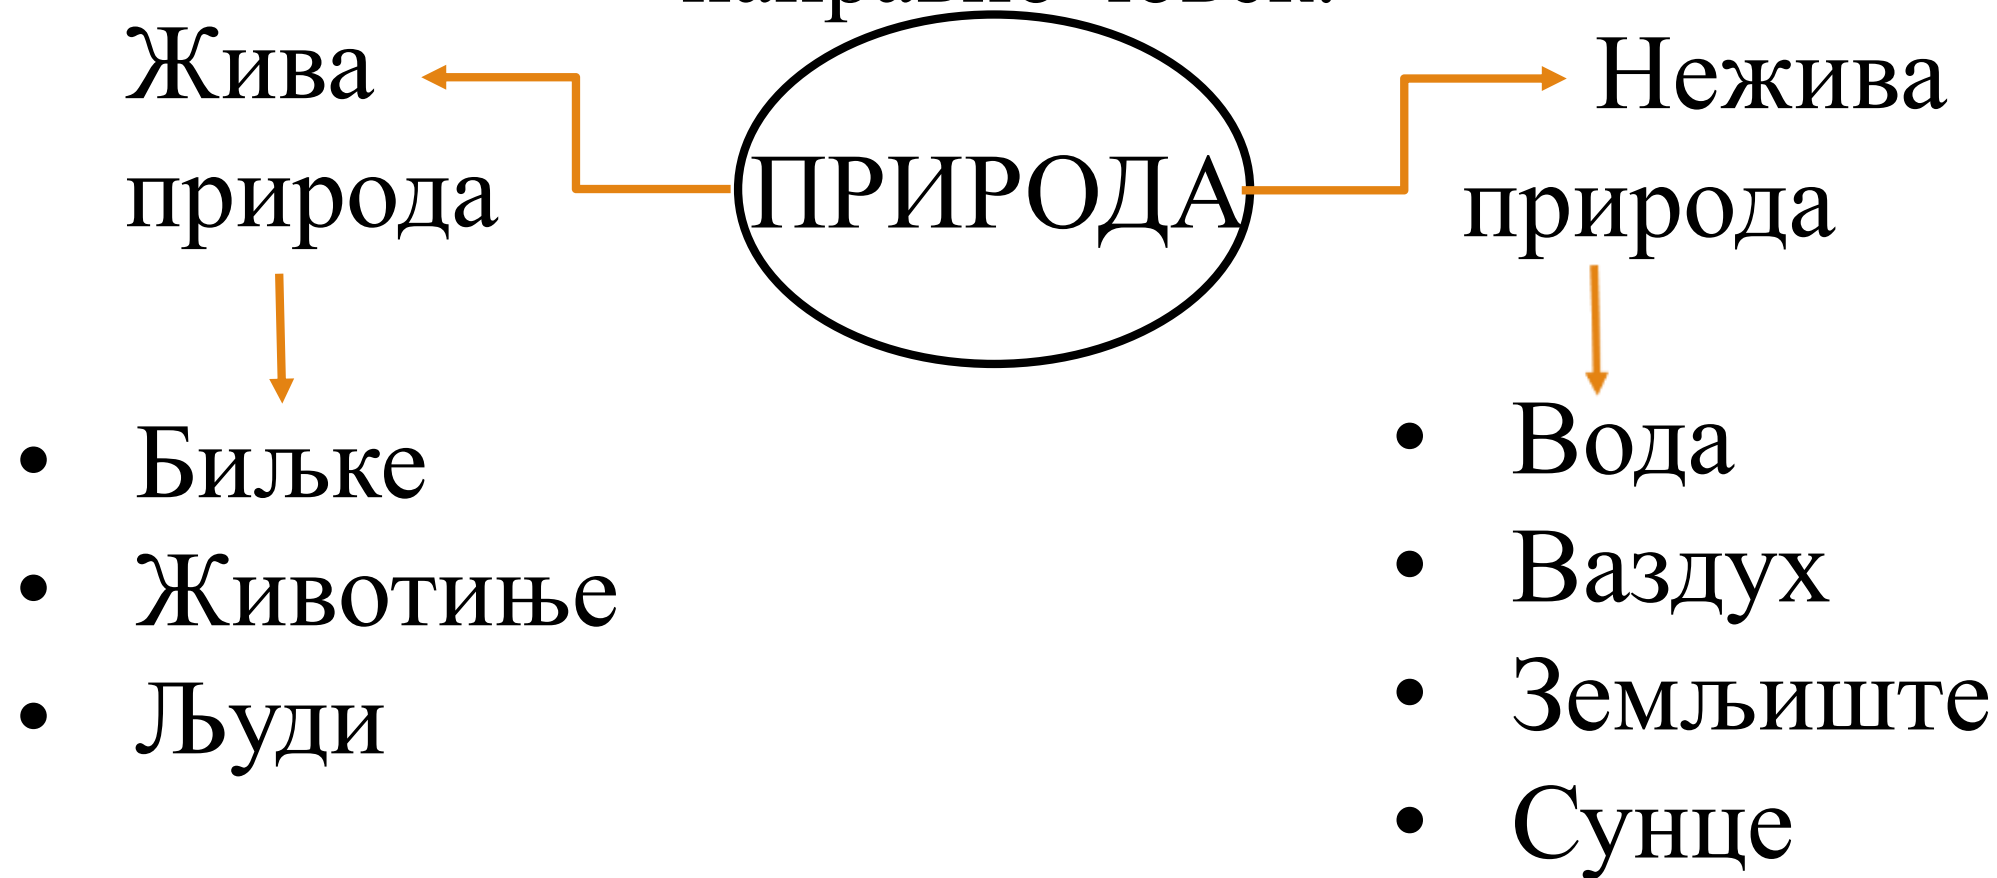 Жива
природа
ПРИРОДА
Нежива
природа
• Биљке
• Животиње
• Људи
• Вода
• Ваздух
• Земљиште
• Сунце